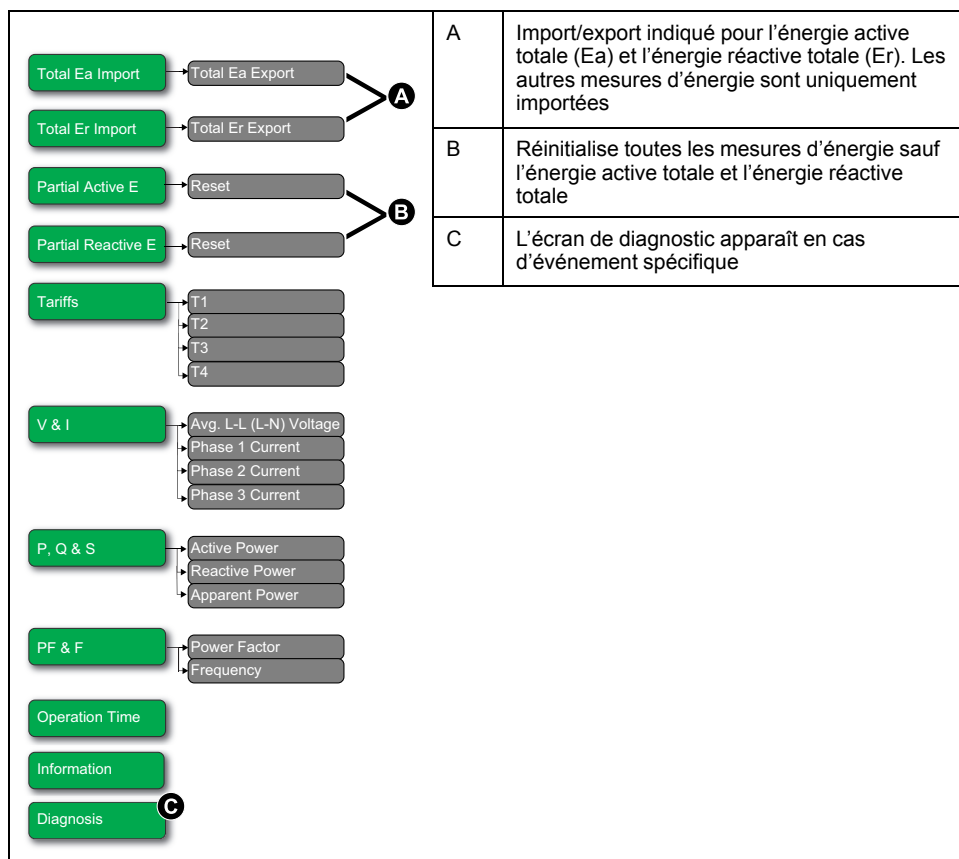 Total Ea Import
Total Ea Export
A
Total Er Import
Total Er Export
Partial Active E
Reset
B
Partial Reactive E
Reset
Tariffs
T1
T2
T3
T4
V & I
Avg. L-L (L-N) Voltage
Phase 1 Current
Phase 2 Current
Phase 3 Current
P, Q & S
Active Power
Reactive Power
Apparent Power
PF & F
Power Factor
Frequency
Operation Time
Information
Diagnosis
C
A
Import/export indiqué pour l’énergie active
totale (Ea) et l’énergie réactive totale (Er). Les
autres mesures d’énergie sont uniquement
importées
B
Réinitialise toutes les mesures d’énergie sauf
l’énergie active totale et l’énergie réactive
totale
C
L’écran de diagnostic apparaît en cas
d’événement spécifique